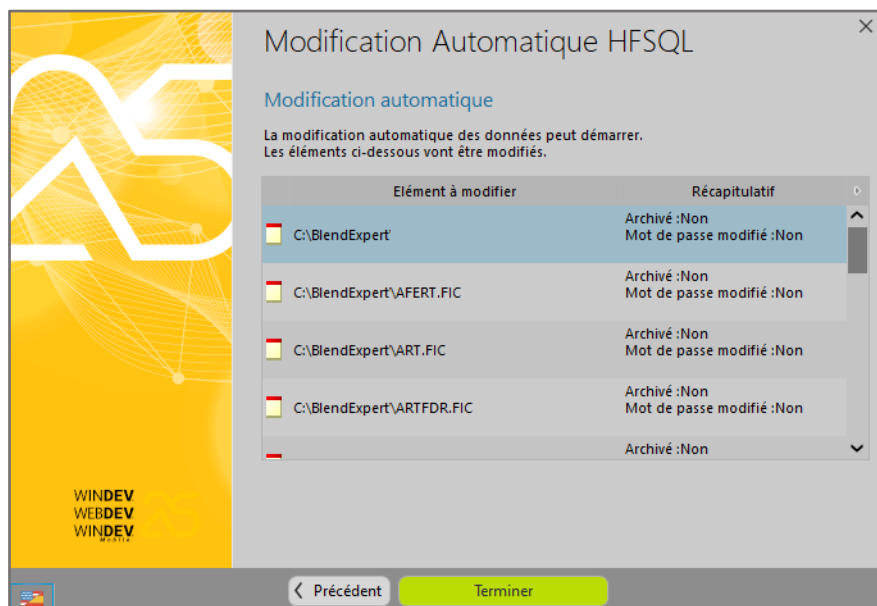 Modification Automatique HFSQL
Modification automatique
La modification automatique des données peut démarrer.
Les éléments ci-dessous vont être modifiés.
Elément à modifier
Récapitulatif
C:\BlendExpert'
Archivé :Non
Mot de passe modifié :Non
C:\BlendExpert\AFERT.FIC
Archivé :Non
Mot de passe modifié :Non
C:\BlendExpert\ART.FIC
Archivé :Non
Mot de passe modifié :Non
C:\BlendExpert\ARTFDR.FIC
Archivé :Non
Mot de passe modifié :Non
Archivé :Non
WINDEV
WEBDEV
WINDEV
Mobile
25
Précédent
Terminer